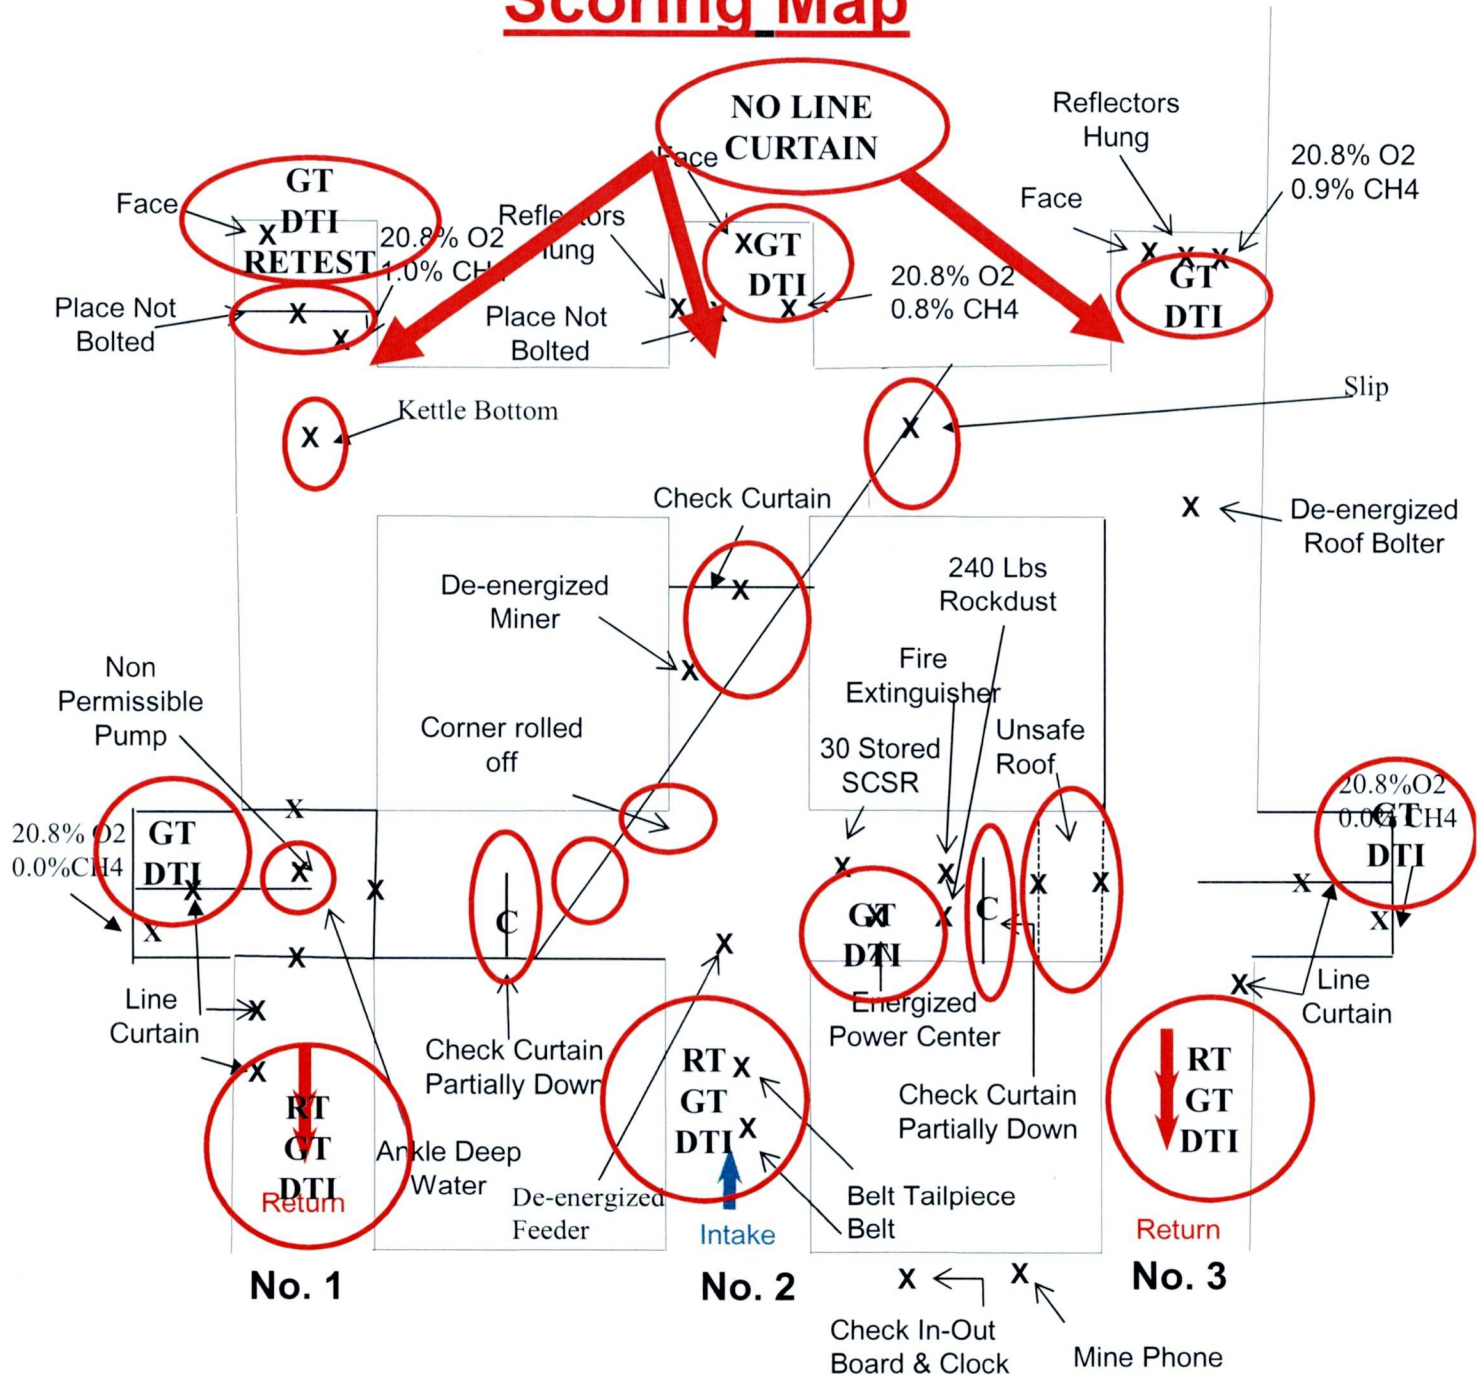 Scoring Map
NO LINE
CURTAIN
Reflectors
Hung
20.8% O2
0.9% CH4
Face
GT
DTI
RETEST
Face
X
20.8% O2
1.0% CH4
Face
Reflectors
Hung
XGT
DTI
X
20.8% O2
0.8% CH4
Face
X X X
GT
DTI
Place Not
Bolted
X
X
Place Not
Bolted
X
Kettle Bottom
X
Slip
X
Check Curtain
X
De-energized
Roof Bolter
X
De-energized
Miner
X
240 Lbs
Rockdust
Fire
Extinguisher
Non
Permissible
Pump
Corner rolled
off
30 Stored
SCSR
Unsafe
Roof
20.8% O2
0.0%CH4
GT
DTI
X
X
X
X
X
X
C
X
X
X
GT
X
DTI
C
X
X
20.8%O2
0.0% CH4
GT
DTI
X
X
X
Line
Curtain
X
X
Check Curtain
Partially Down
X
Energized
Power Center
X
Line
Curtain
RT
GT
DTI
Return
Ankle Deep
Water
De-energized
Feeder
RT X
GT
DTI X
Intake
Check Curtain
Partially Down
Belt Tailpiece
Belt
RT
GT
DTI
Return
No. 1
No. 2
No. 3
X
X
Check In-Out
Board & Clock
Mine Phone